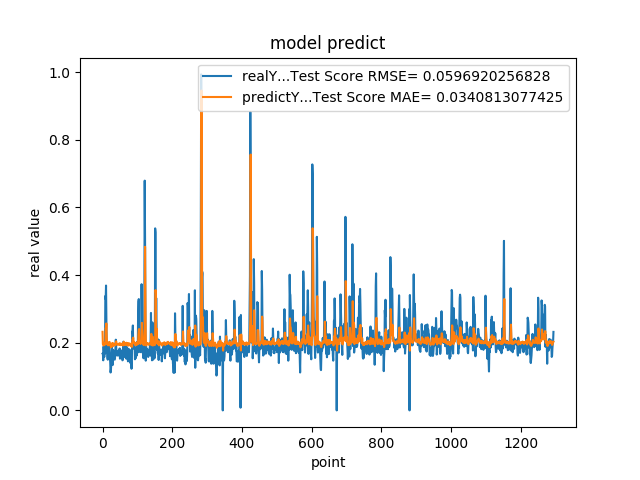 model predict
realY...Test Score RMSE= 0.0596920256828
predictY...Test Score MAE= 0.0340813077425
1.0
0.8
0.6
0.4
0.2
0.0
real value
0 200 400 600 800 1000 1200
point